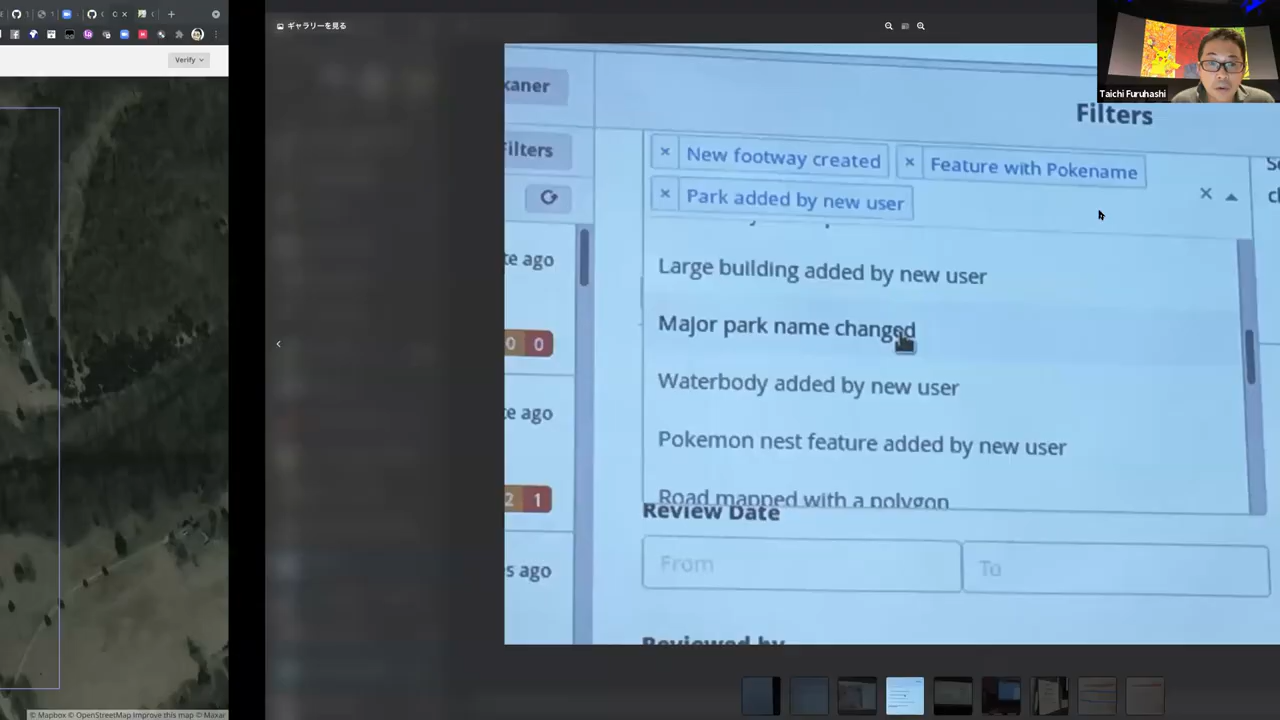 Verify
ギャラリーを見る
Taichi Furuhashi
Filters
kaner
Filters
× New footway created × Feature with Pokename
× Park added by new user
te ago
Large building added by new user
0 0
Major park name changed
Waterbody added by new user
te ago
Pokemon nest feature added by new user
2 1
Road mapped with a polygon
Review Date
From To
s ago
Reviewed by
© Mapbox © OpenStreetMap Improve this map © Maxar